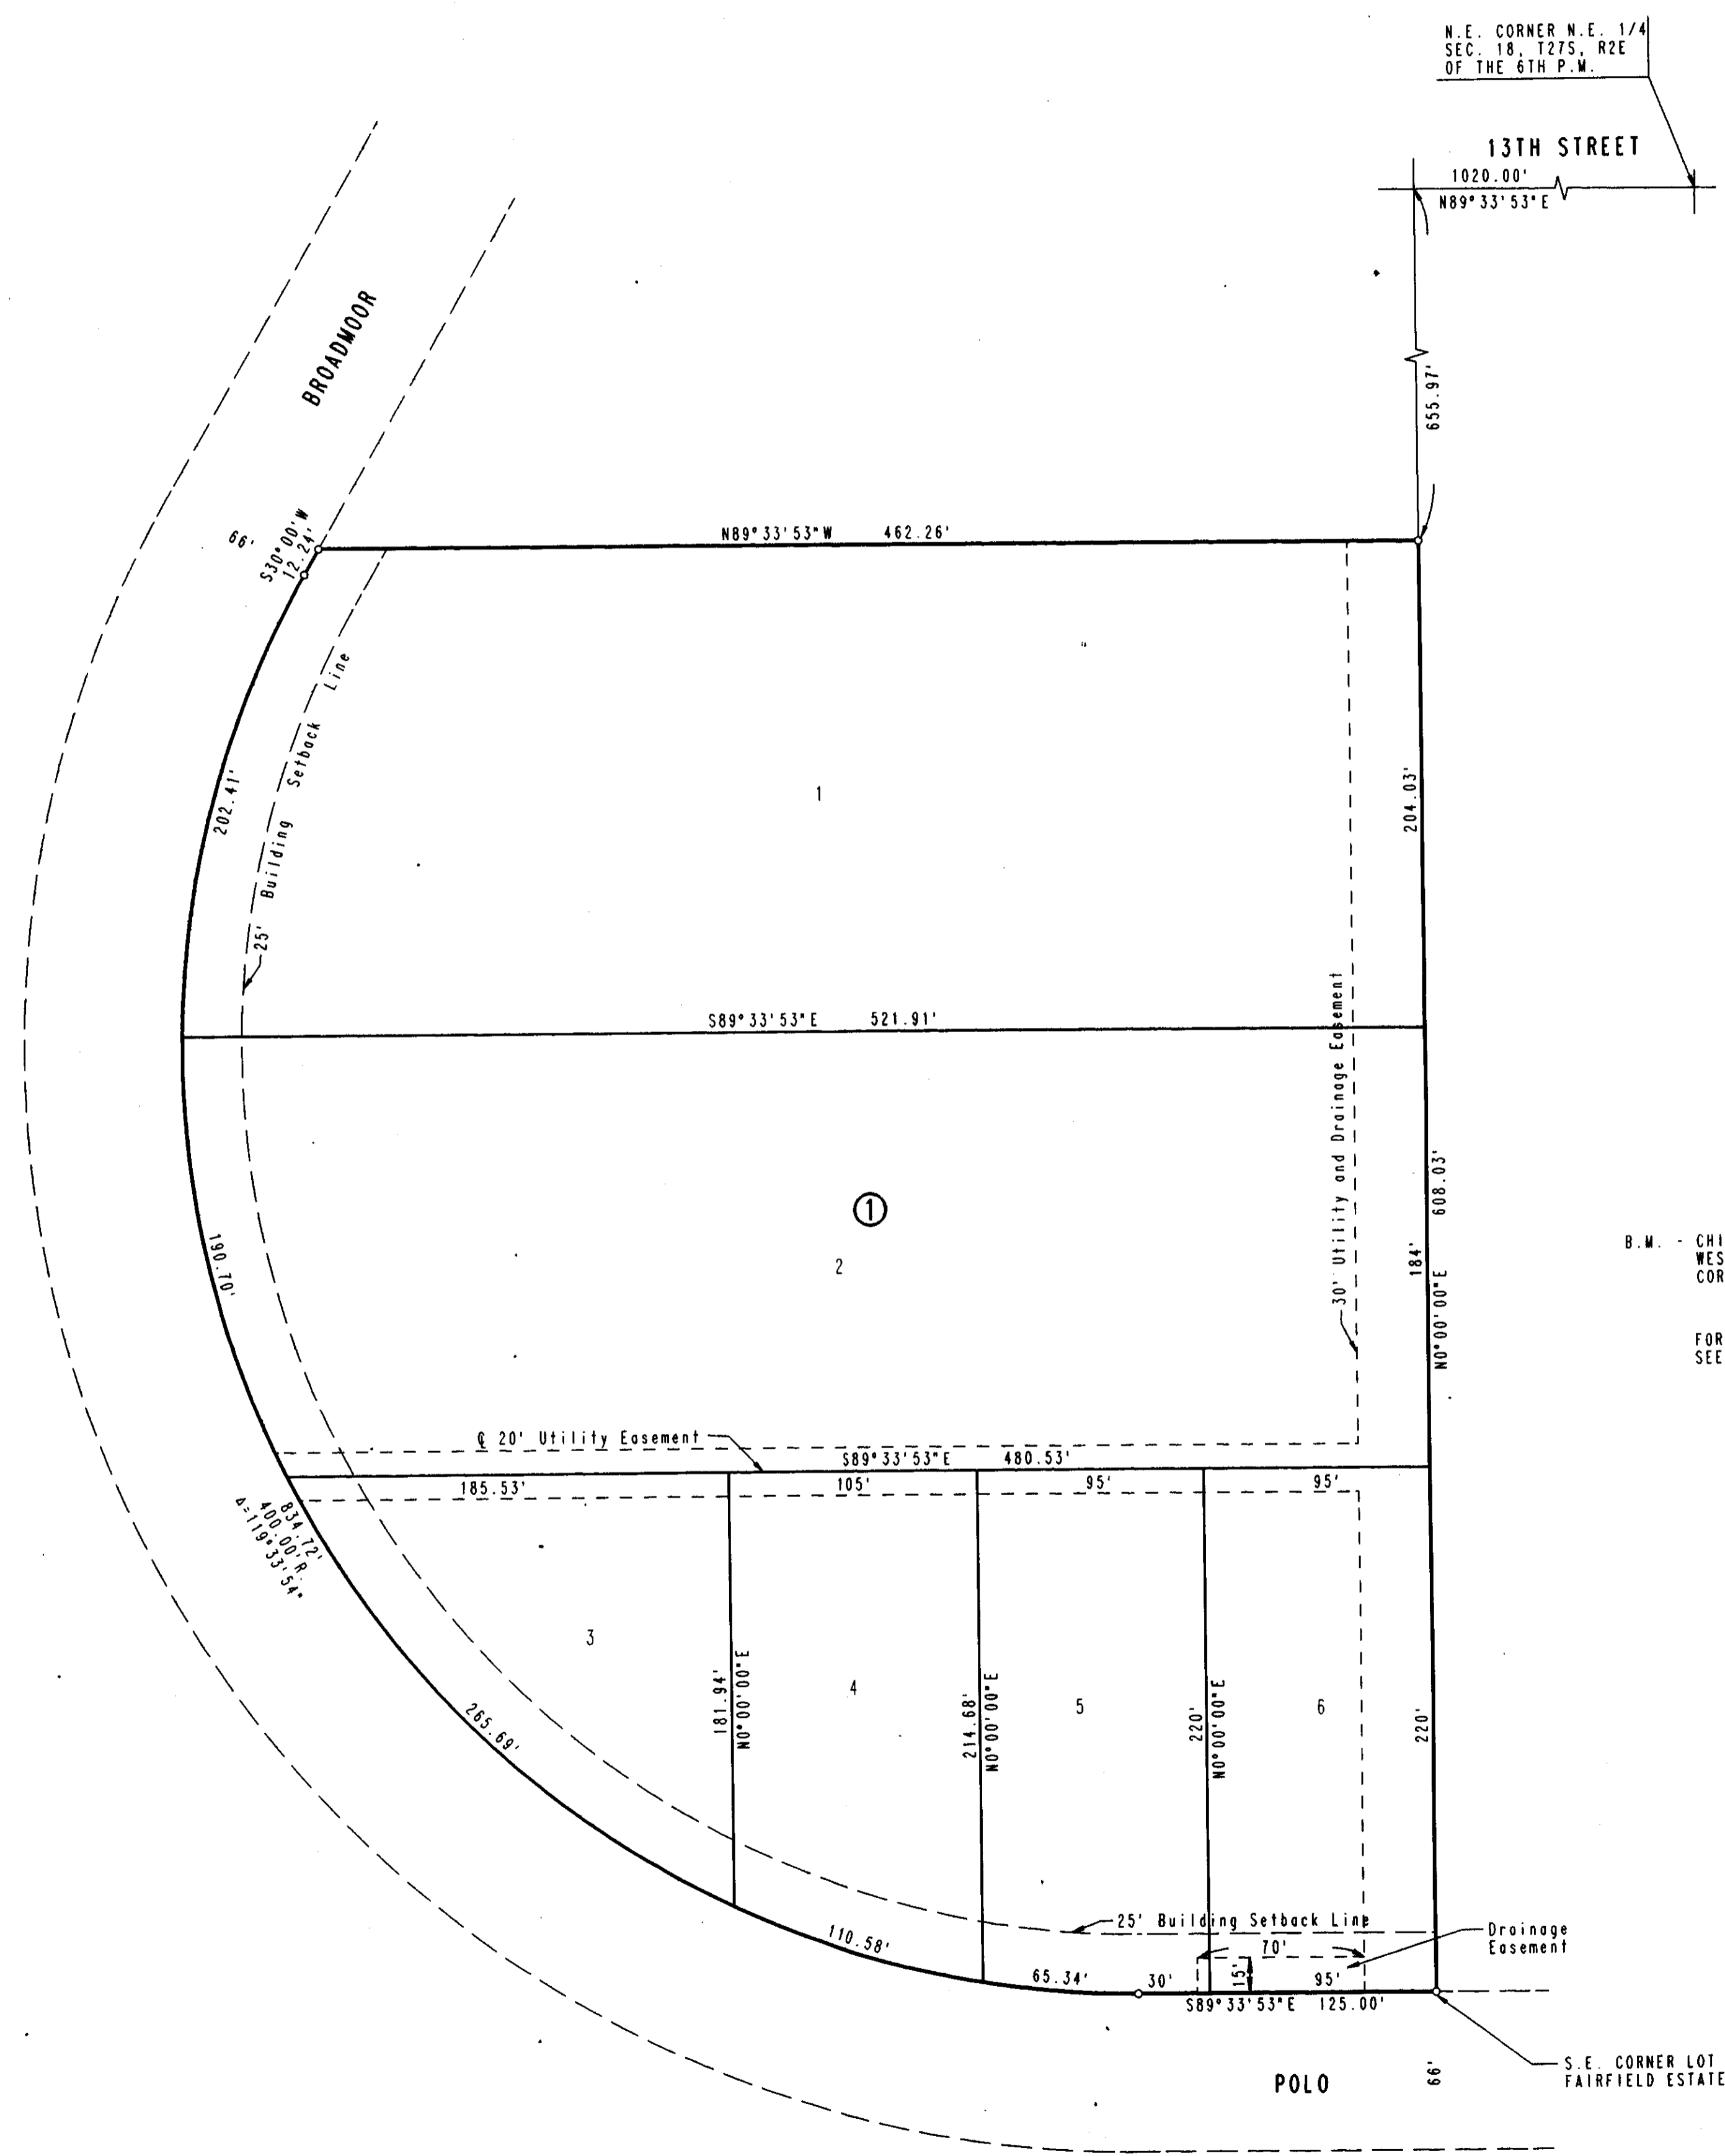 N.E. CORNER N.E. 1/4
SEC. 18, T27S, R2E
OF THE 6TH P.M.
13TH STREET
1020.00'
N89°33'53"E
BROADMOOR
655.97'
66'
S30°00'W
12.24'
N89°33'53"W 462.26'
25' Building Setback Line
202.41'
1
204.03'
S89°33'53"E 521.91'
30' Utility and Drainage Easement
608.03'
N0°00'00"E
184'
190.70'
1
2
B.M. - CHI
WES
COR
FOR
SEE
℄ 20' Utility Easement
S89°33'53"E 480.53'
185.53'
105'
95'
95'
834.72'
400.00'R.
Δ=119°33'54"
3
4
5
6
181.94'
N0°00'00"E
214.68'
N0°00'00"E
220'
N0°00'00"E
220'
265.69'
25' Building Setback Line
Drainage
Easement
70'
110.58'
65.34'
30'
15'
95'
S89°33'53"E 125.00'
POLO
66'
S.E. CORNER LOT
FAIRFIELD ESTATE